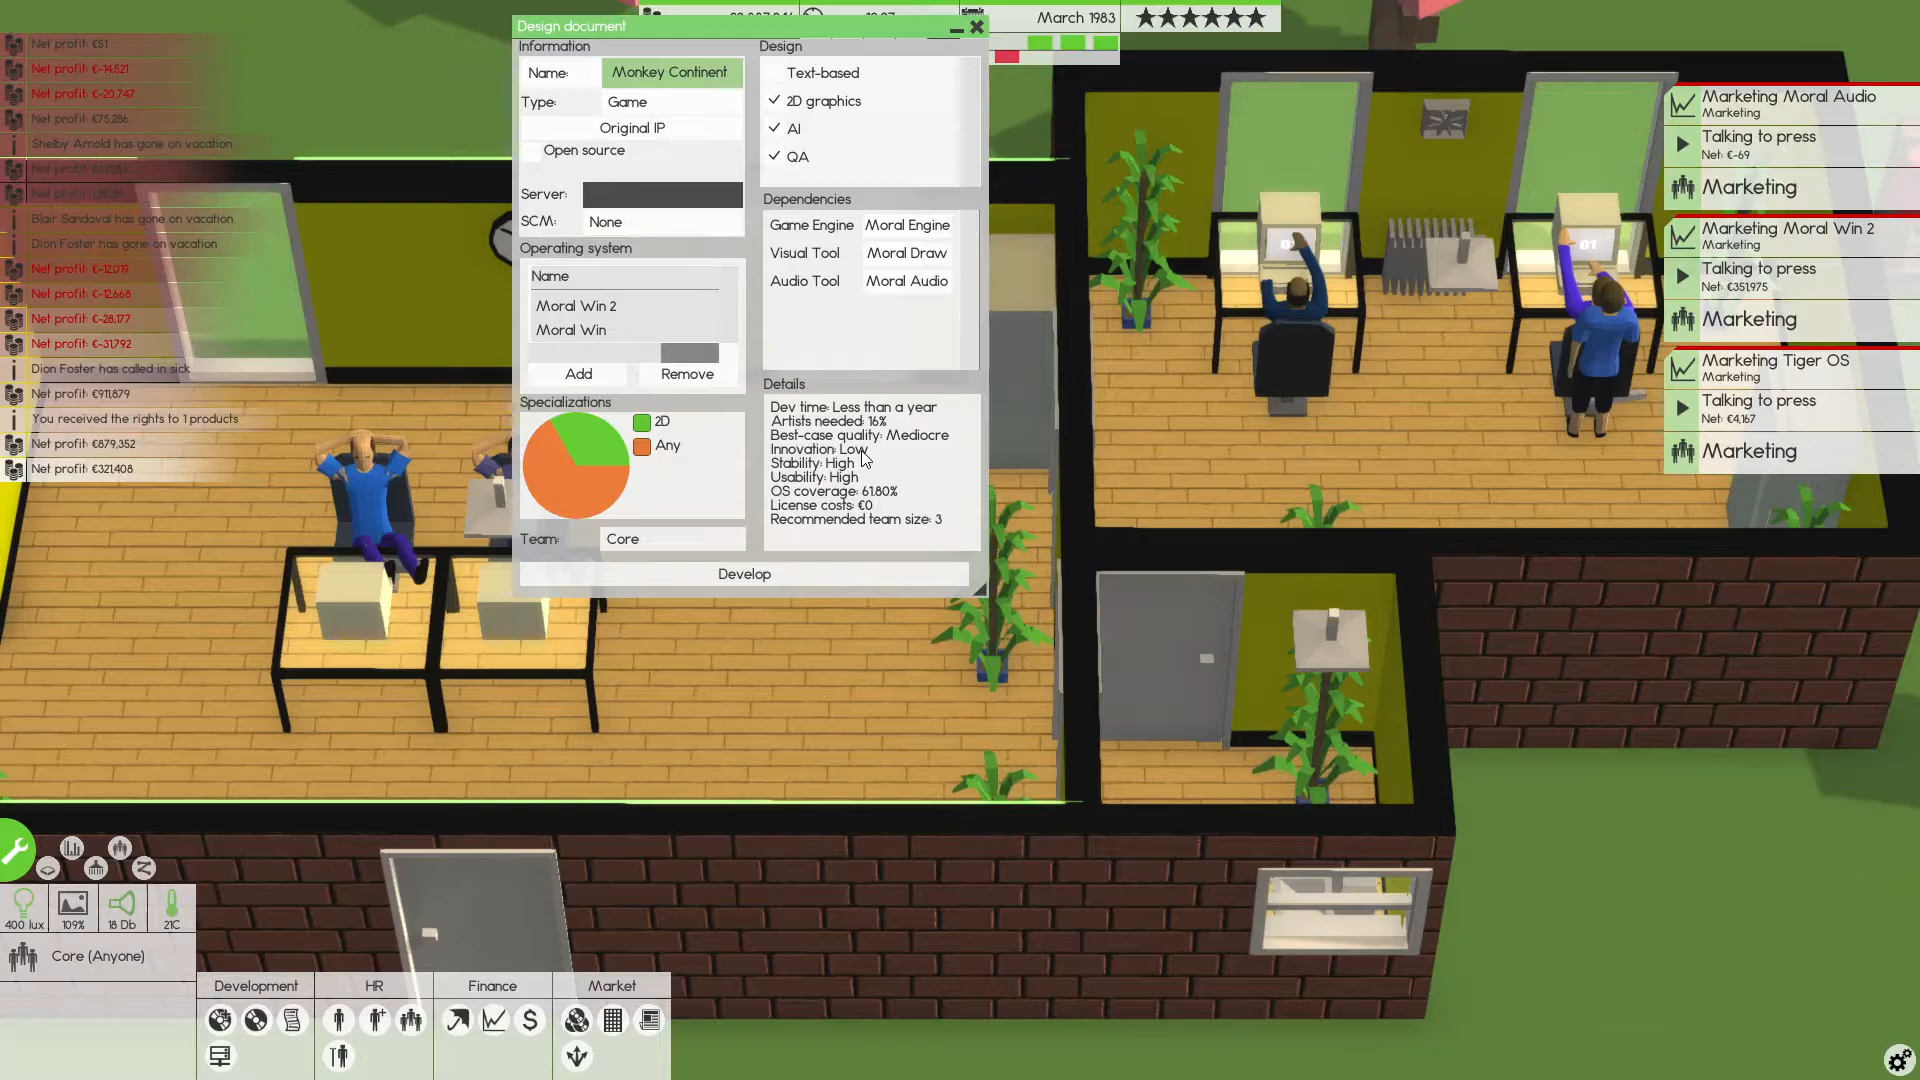 Net profit: €51
Net profit: €-14,521
Net profit: €-20,747
Net profit: €75,286
Shelby Arnold has gone on vacation
Net profit:
Net profit:
Blair Sandoval has gone on vacation
Dion Foster has gone on vacation
Net profit: €-12,019
Net profit: €-12,668
Net profit: €-28,177
Net profit: €-31,792
Dion Foster has called in sick
Net profit: €911,879
You received the rights to 1 products
Net profit: €879,352
Net profit: €321,408
March 1983
Design document
Information
Name:
Monkey Continent
Type:
Game
Original IP
Open source
Server:
SCM:
None
Operating system
Name
Moral Win 2
Moral Win
Add
Remove
Specializations
2D
Any
Team:
Core
Design
Text-based
2D graphics
AI
QA
Dependencies
Game Engine
Moral Engine
Visual Tool
Moral Draw
Audio Tool
Moral Audio
Details
Dev time: Less than a year
Artists needed: 16%
Best-case quality: Mediocre
Innovation: Low
Stability: High
Usability: High
OS coverage: 61.80%
License costs: €0
Recommended team size: 3
Develop
01
Marketing Moral Audio
Marketing
Talking to press
Net: €-69
Marketing
Marketing Moral Win 2
Marketing
Talking to press
Net: €351,975
Marketing
Marketing Tiger OS
Marketing
Talking to press
Net: €4,167
Marketing
400 lux
109%
18 Db
21C
Core (Anyone)
Development
HR
Finance
Market